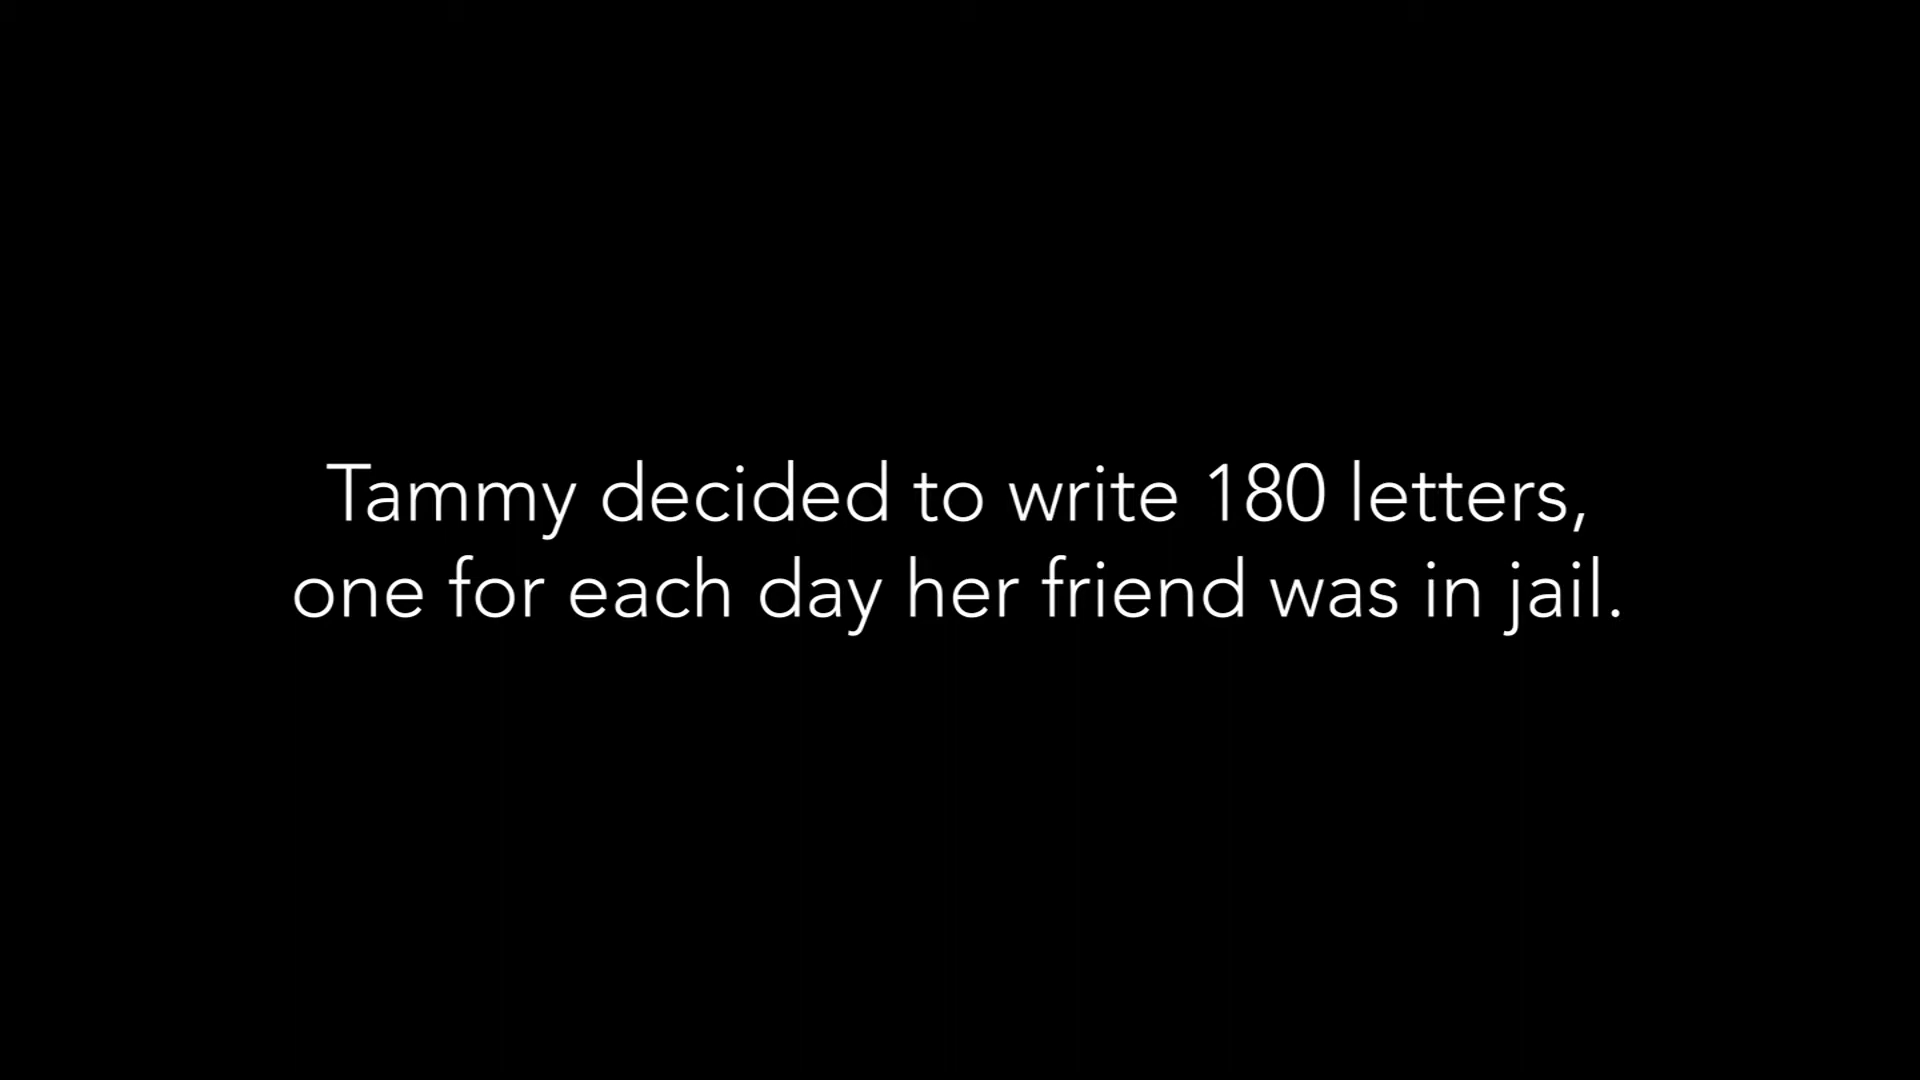 Tammy decided to write 180 letters,
one for each day her friend was in jail.